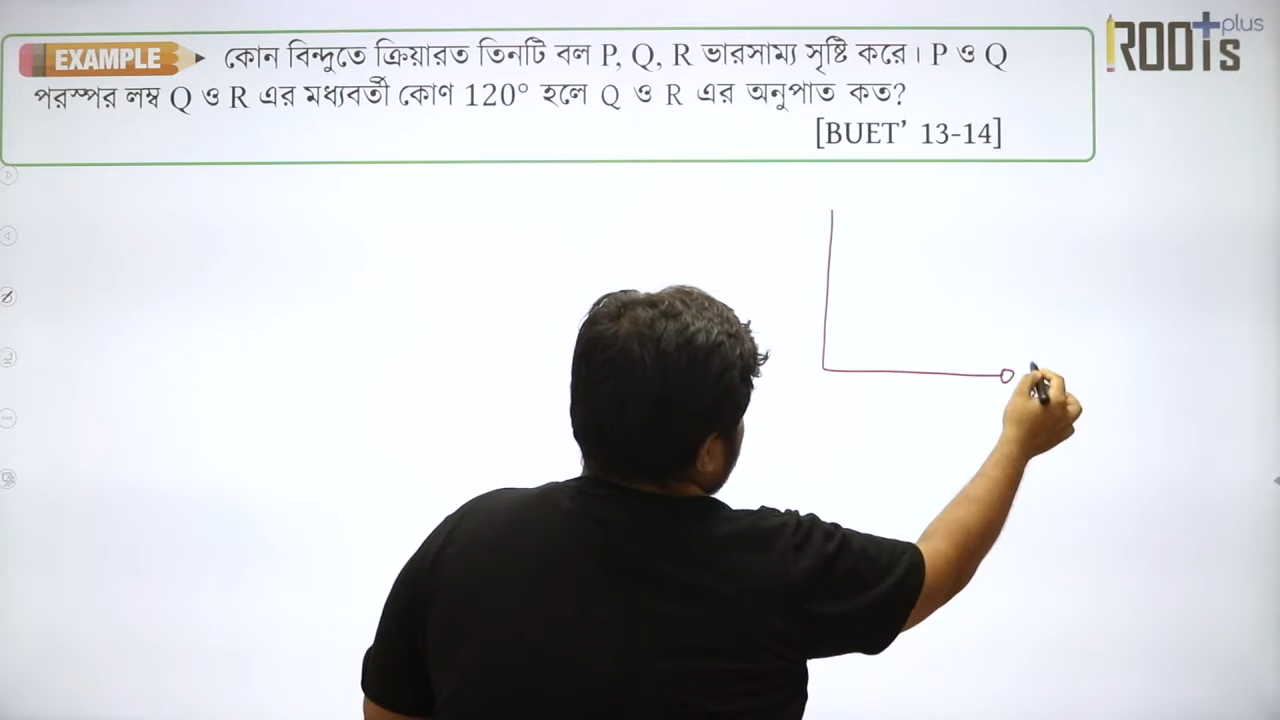 ROOTs plus
EXAMPLE কোন বিন্দুতে ক্রিয়ারত তিনটি বল P, Q, R ভারসাম্য সৃষ্টি করে। P ও Q
পরস্পর লম্ব Q ও R এর মধ্যবর্তী কোণ 120° হলে Q ও R এর অনুপাত কত?
[BUET’ 13-14]